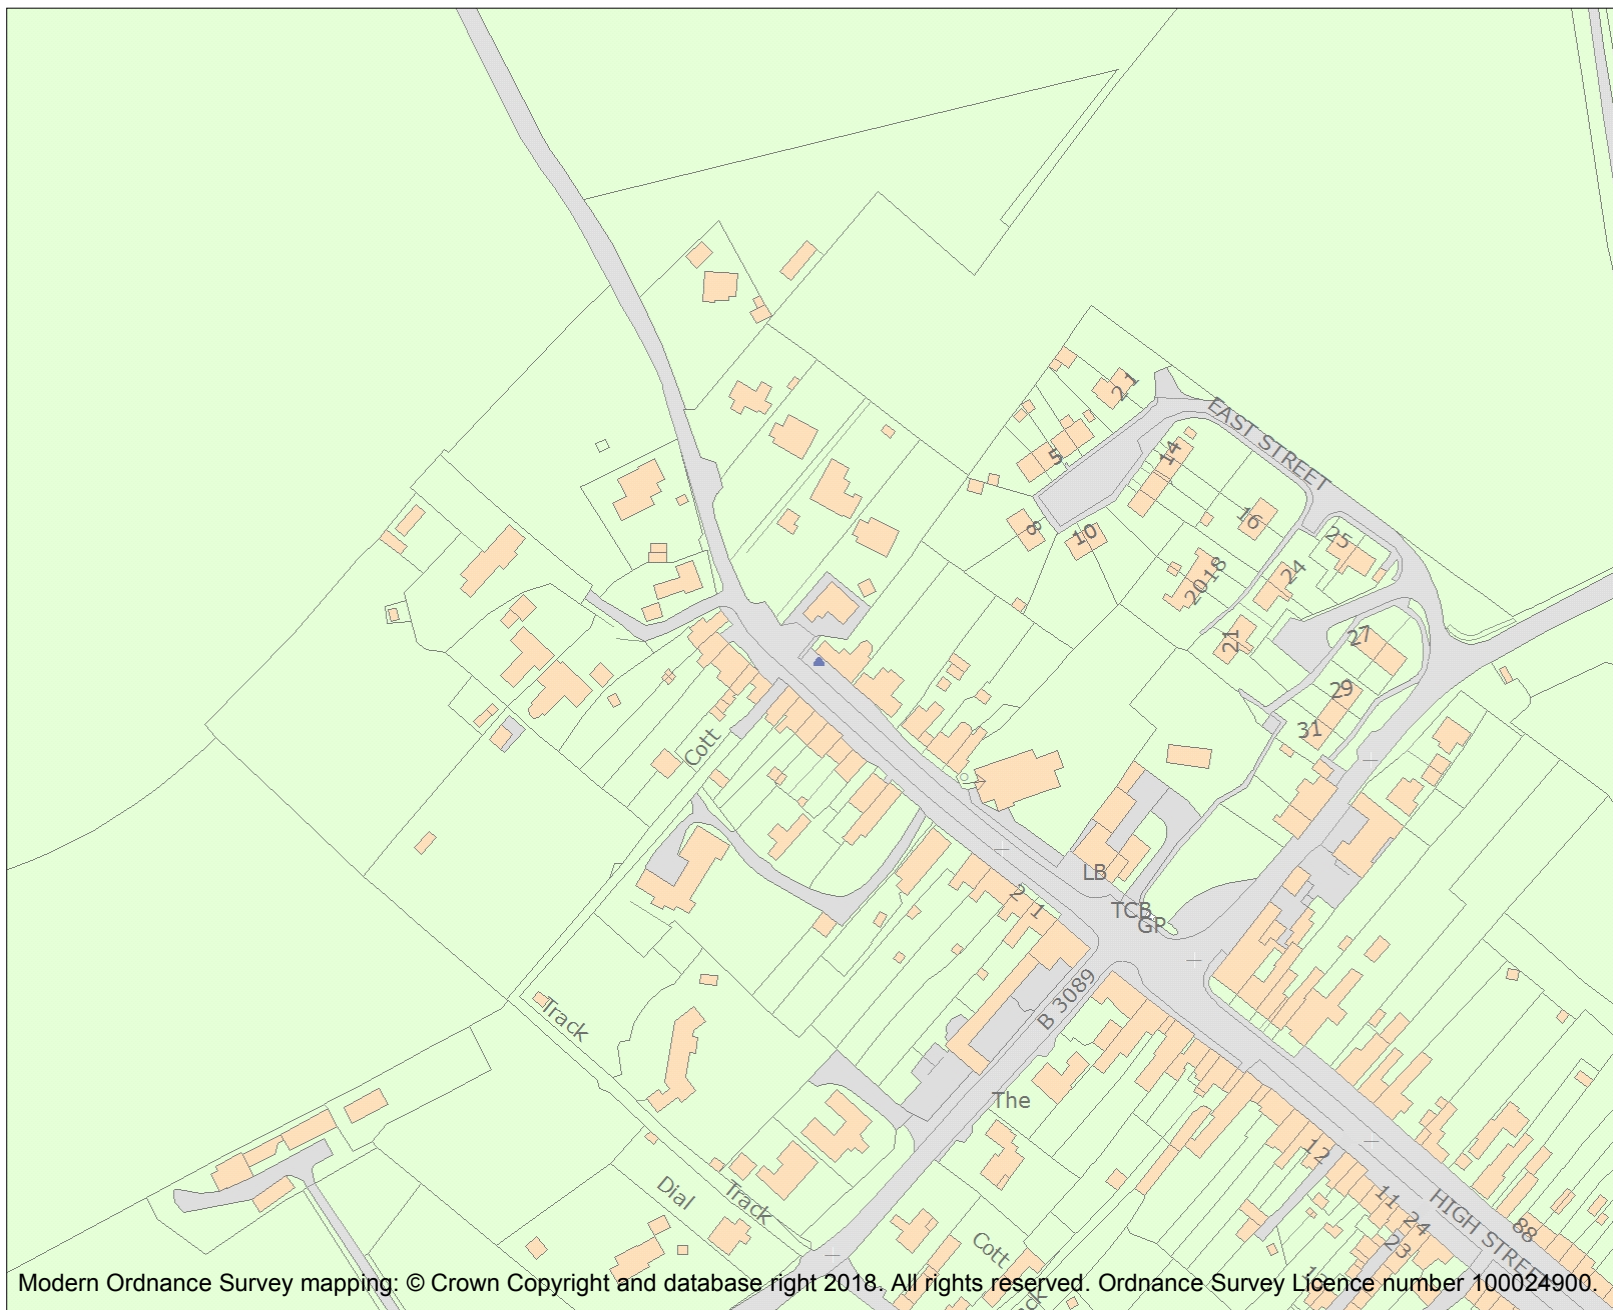 2 1
EAST STREET
14
5
16
8
10
25
24
2018
21
27
29
31
Cott
LB
TCB
GP
2 1
B 3089
Track
The
12
Track
Dial
11
24
HIGH STREET
88
23
Cott
Modern Ordnance Survey mapping: © Crown Copyright and database right 2018. All rights reserved. Ordnance Survey Licence number 100024900.